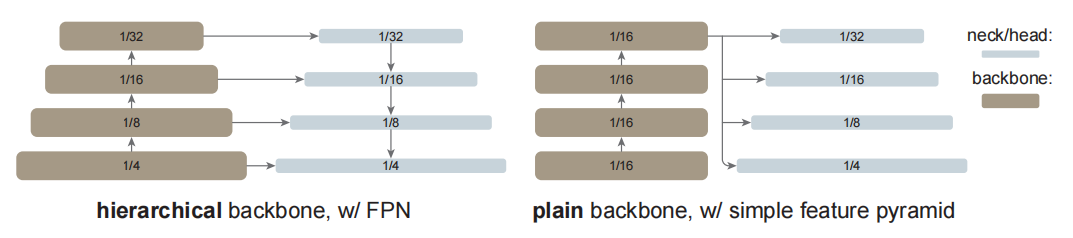 1/32 1/32 1/16 1/32 neck/head:
1/16 1/16 1/16 1/16 backbone:
1/8 1/8 1/16 1/8
1/4 1/4 1/16 1/4
hierarchical backbone, w/ FPN plain backbone, w/ simple feature pyramid